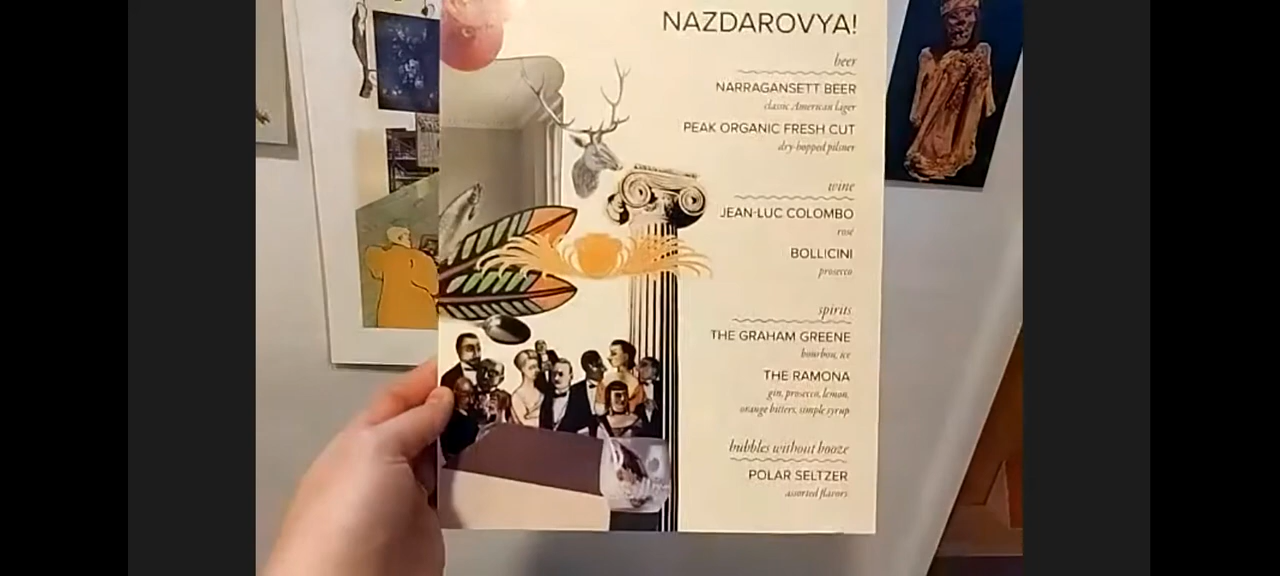 NAZDAROVYA!
beer
NARRAGANSETT BEER
classic American lager
PEAK ORGANIC FRESH CUT
dry-hopped pilsner
wine
JEAN-LUC COLOMBO
rosé
BOLLICINI
prosecco
spirits
THE GRAHAM GREENE
bourbon, ice
THE RAMONA
gin, prosecco, lemon,
orange bitters, simple syrup
bubbles without booze
POLAR SELTZER
assorted flavors